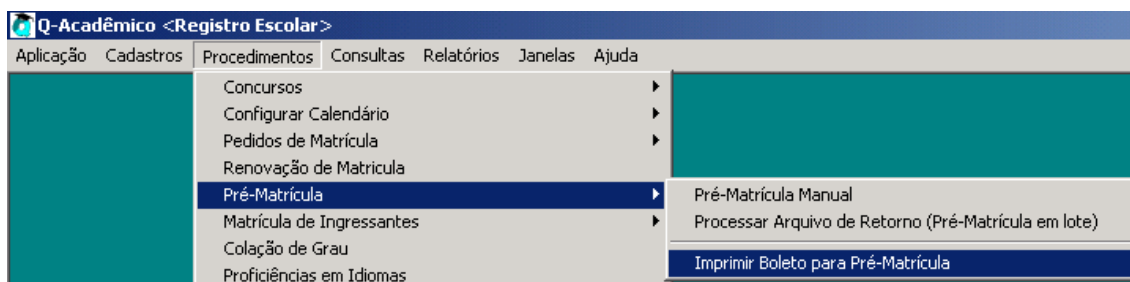 Q-Acadêmico <Registro Escolar>
Aplicação Cadastros Procedimentos Consultas Relatórios Janelas Ajuda
Concursos
Configurar Calendário
Pedidos de Matrícula
Renovação de Matricula
Pré-Matrícula
Matrícula de Ingressantes
Colação de Grau
Proficiências em Idiomas
Pré-Matrícula Manual
Processar Arquivo de Retorno (Pré-Matrícula em lote)
Imprimir Boleto para Pré-Matrícula